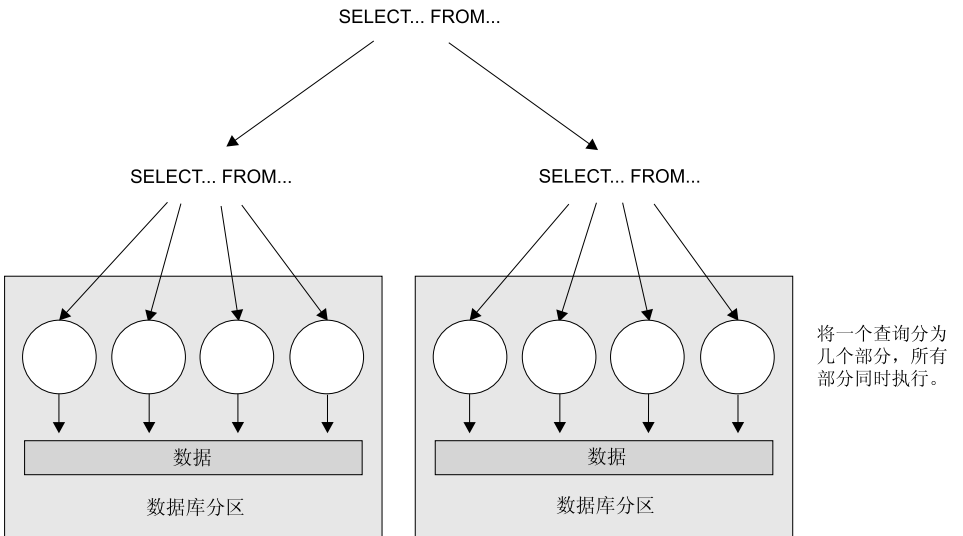 SELECT... FROM...
SELECT... FROM...
SELECT... FROM...
将一个查询分为
几个部分，所有
部分同时执行。
数据
数据
数据库分区
数据库分区